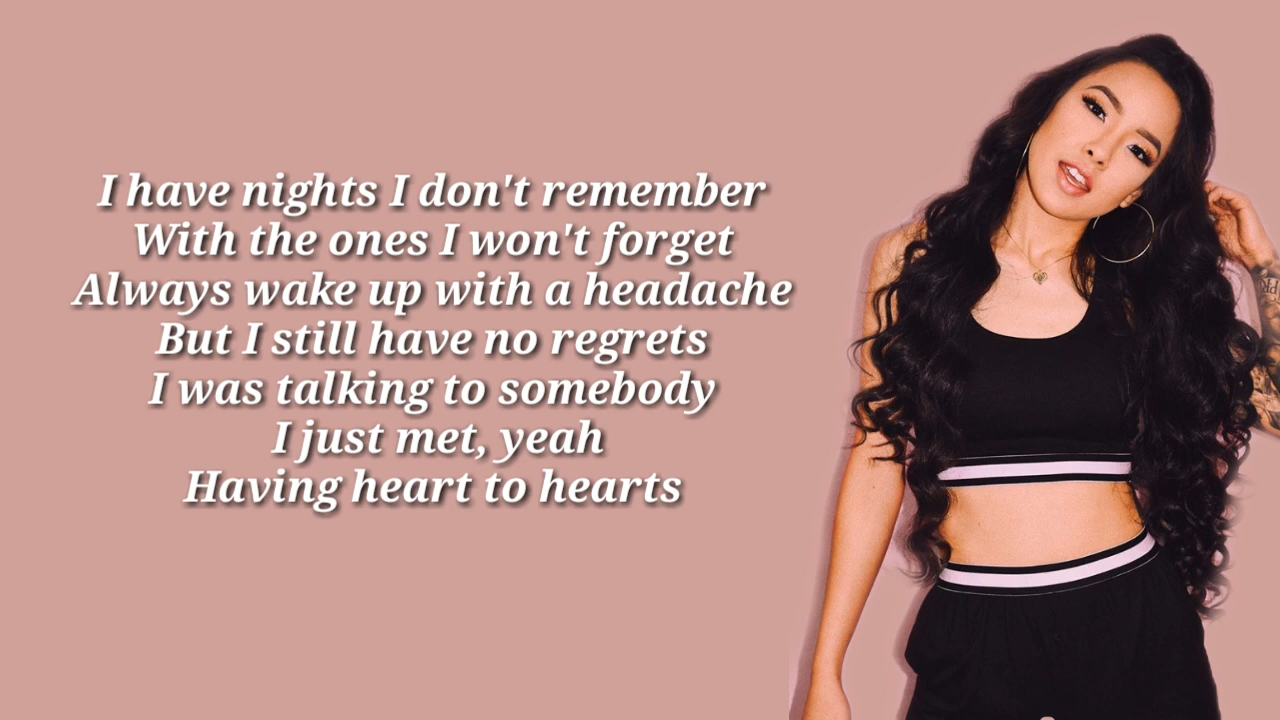 I have nights I don't remember
With the ones I won't forget
Always wake up with a headache
But I still have no regrets
I was talking to somebody
I just met, yeah
Having heart to hearts